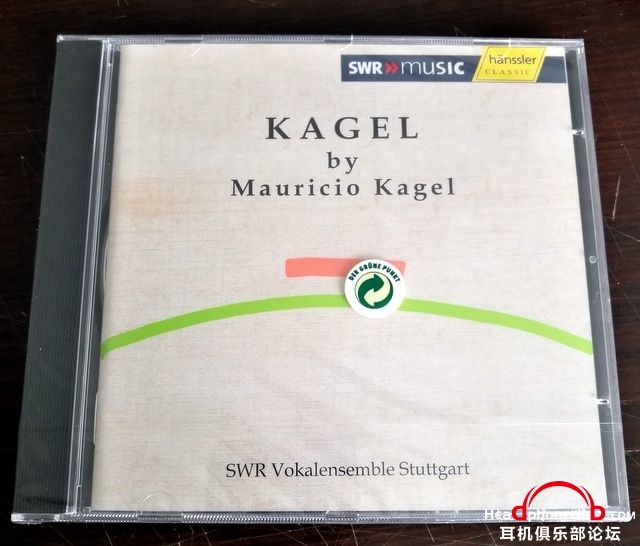 SWR» MUSIC
hänssler
CLASSIC
KAGEL
by
Mauricio Kagel
DER GRÜNE PUNKT
SWR Vokalensemble Stuttgart
耳机俱乐部论坛